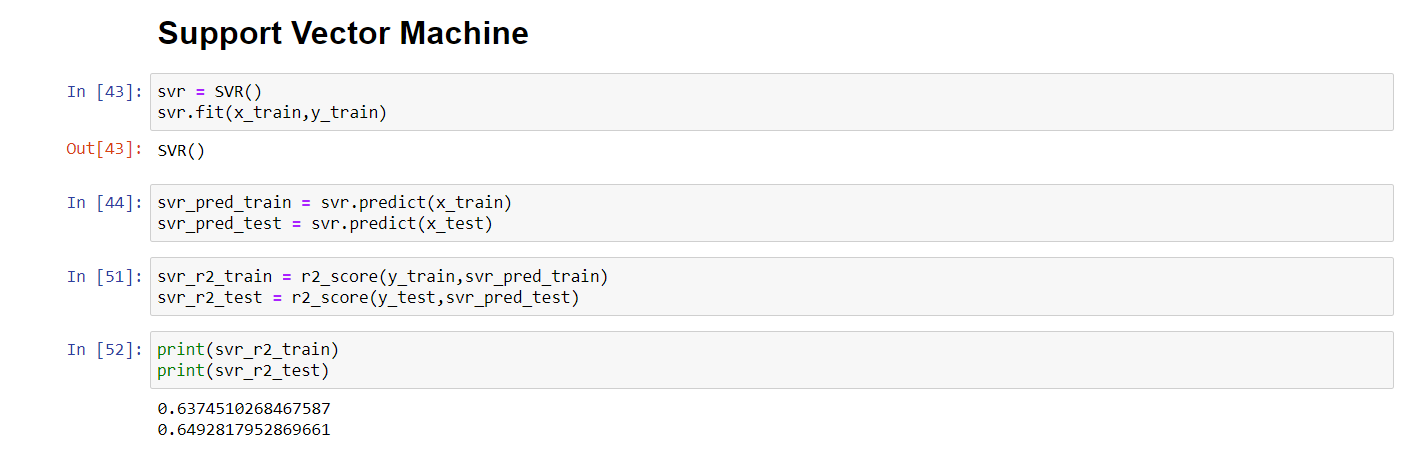 Support Vector Machine
In [43]: svr = SVR()
svr.fit(x_train,y_train)
Out[43]: SVR()
In [44]: svr_pred_train = svr.predict(x_train)
svr_pred_test = svr.predict(x_test)
In [51]: svr_r2_train = r2_score(y_train,svr_pred_train)
svr_r2_test = r2_score(y_test,svr_pred_test)
In [52]: print(svr_r2_train)
print(svr_r2_test)
0.6374510268467587
0.6492817952869661